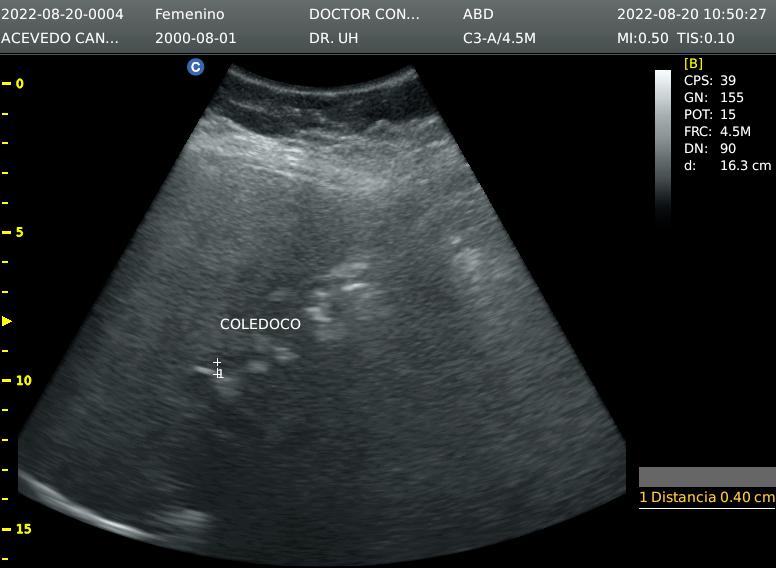 2022-08-20-0004 Femenino DOCTOR CON... ABD 2022-08-20 10:50:27
ACEVEDO CAN... 2000-08-01 DR. UH C3-A/4.5M MI:0.50 TIS:0.10
C
[B]
CPS: 39
GN: 155
POT: 15
FRC: 4.5M
DN: 90
d: 16.3 cm
0
5
10
15
COLEDOCO
1
1 Distancia 0.40 cm